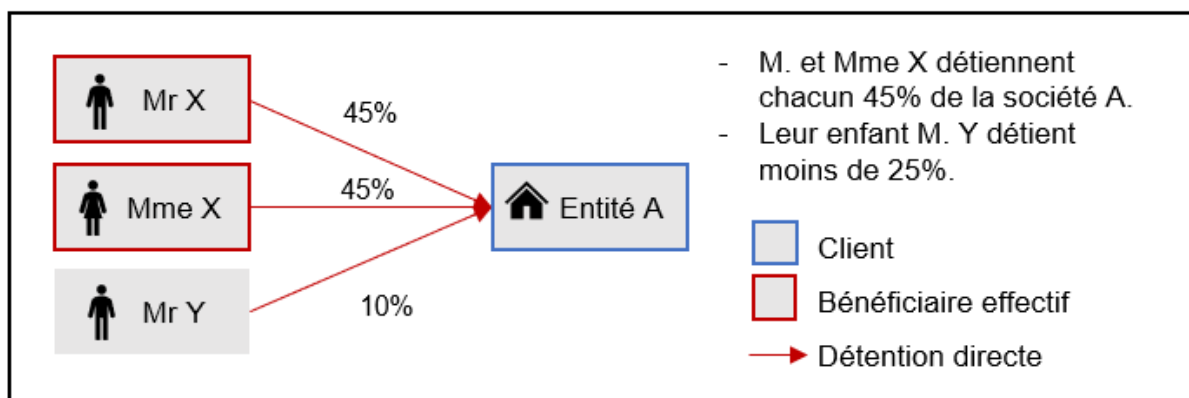 Mr X
45%
Mme X
45%
Mr Y
10%
Entité A
- M. et Mme X détiennent
chacun 45% de la société A.
- Leur enfant M. Y détient
moins de 25%.
Client
Bénéficiaire effectif
Détention directe